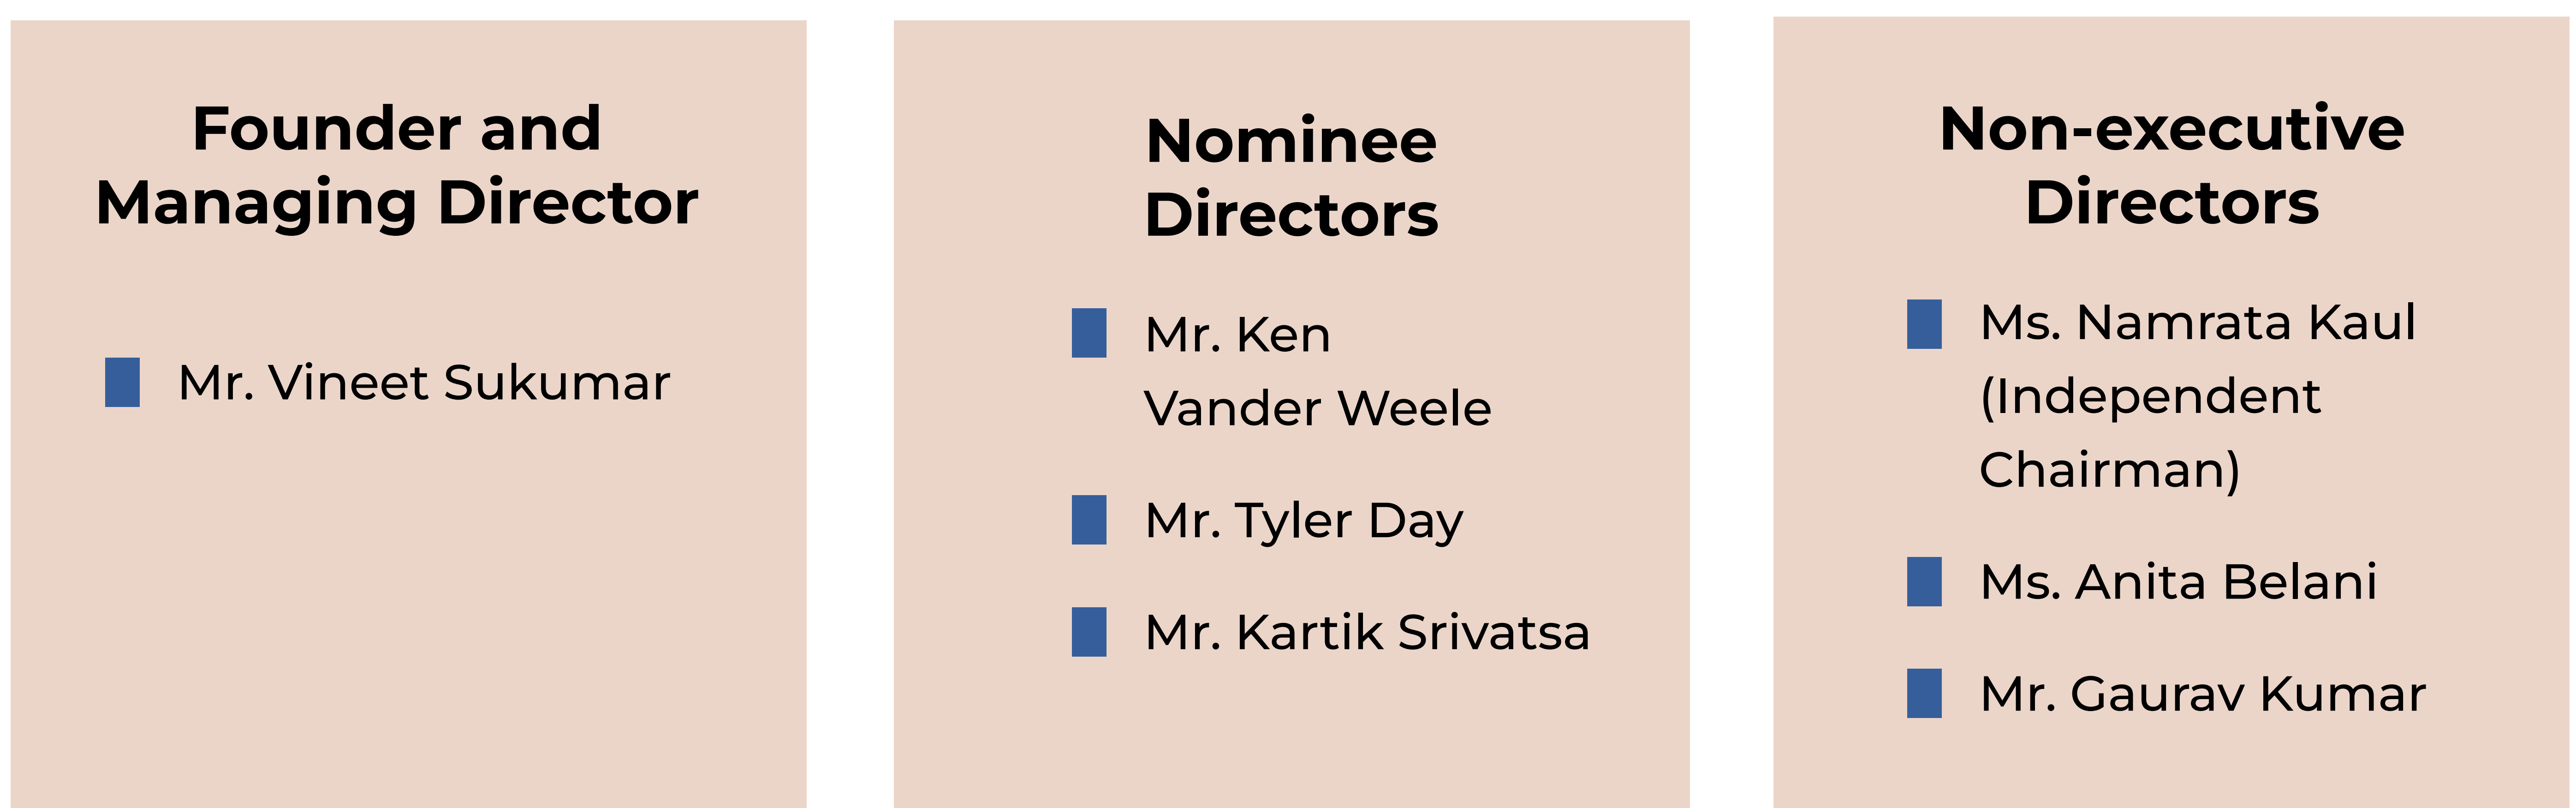 Founder and
Managing Director
Mr. Vineet Sukumar
Nominee
Directors
Mr. Ken
Vander Weele
Mr. Tyler Day
Mr. Kartik Srivatsa
Non-executive
Directors
Ms. Namrata Kaul
(Independent
Chairman)
Ms. Anita Belani
Mr. Gaurav Kumar